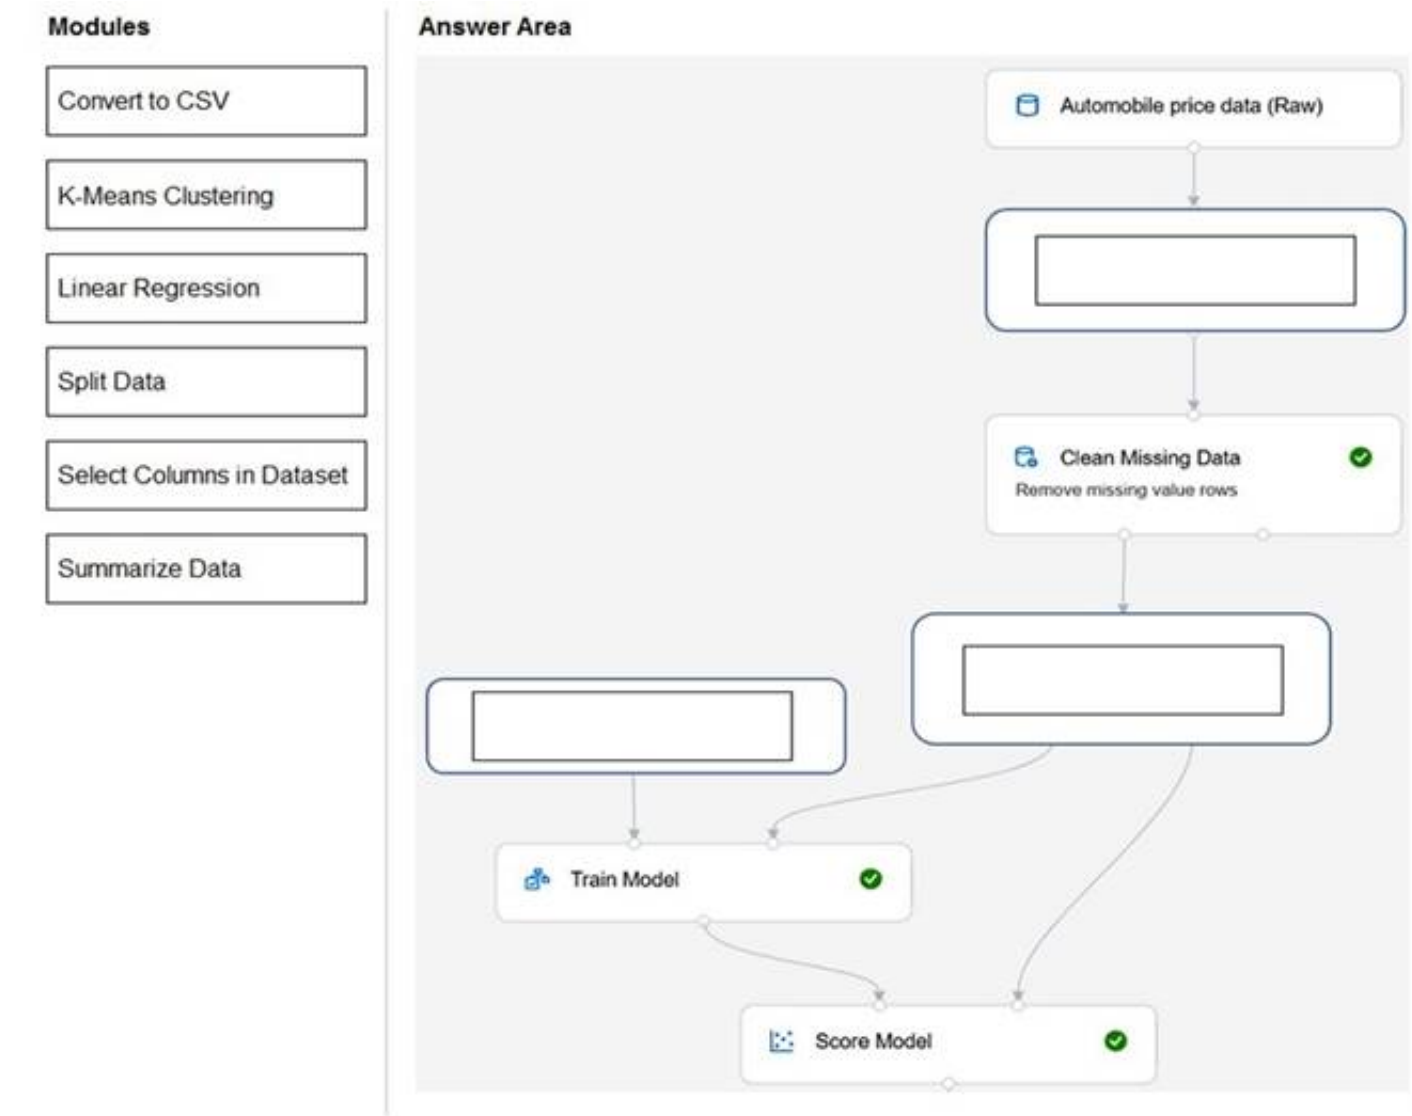 Modules
Convert to CSV
K-Means Clustering
Linear Regression
Split Data
Select Columns in Dataset
Summarize Data
Answer Area
Automobile price data (Raw)
Clean Missing Data
Remove missing value rows
Train Model
Score Model